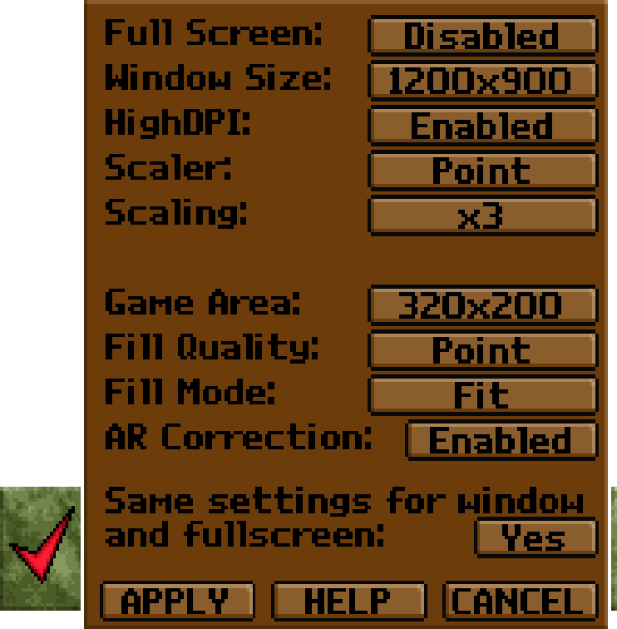 Full Screen: Disabled
Window Size: 1200x900
HighDPI: Enabled
Scaler: Point
Scaling: x3
Game Area: 320x200
Fill Quality: Point
Fill Mode: Fit
AR Correction: Enabled
Same settings for window
and fullscreen: Yes
APPLY HELP CANCEL